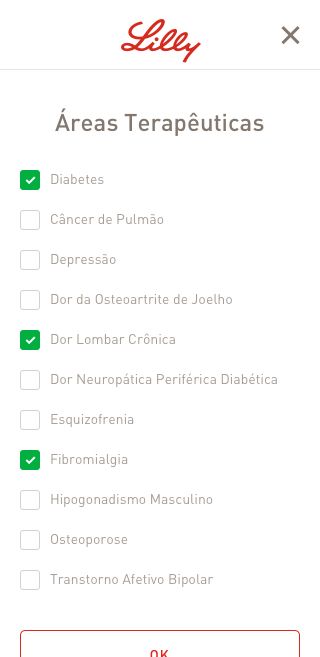 Lilly
Áreas Terapêuticas
Diabetes
Câncer de Pulmão
Depressão
Dor da Osteoartrite de Joelho
Dor Lombar Crônica
Dor Neuropática Periférica Diabética
Esquizofrenia
Fibromialgia
Hipogonadismo Masculino
Osteoporose
Transtorno Afetivo Bipolar
OK